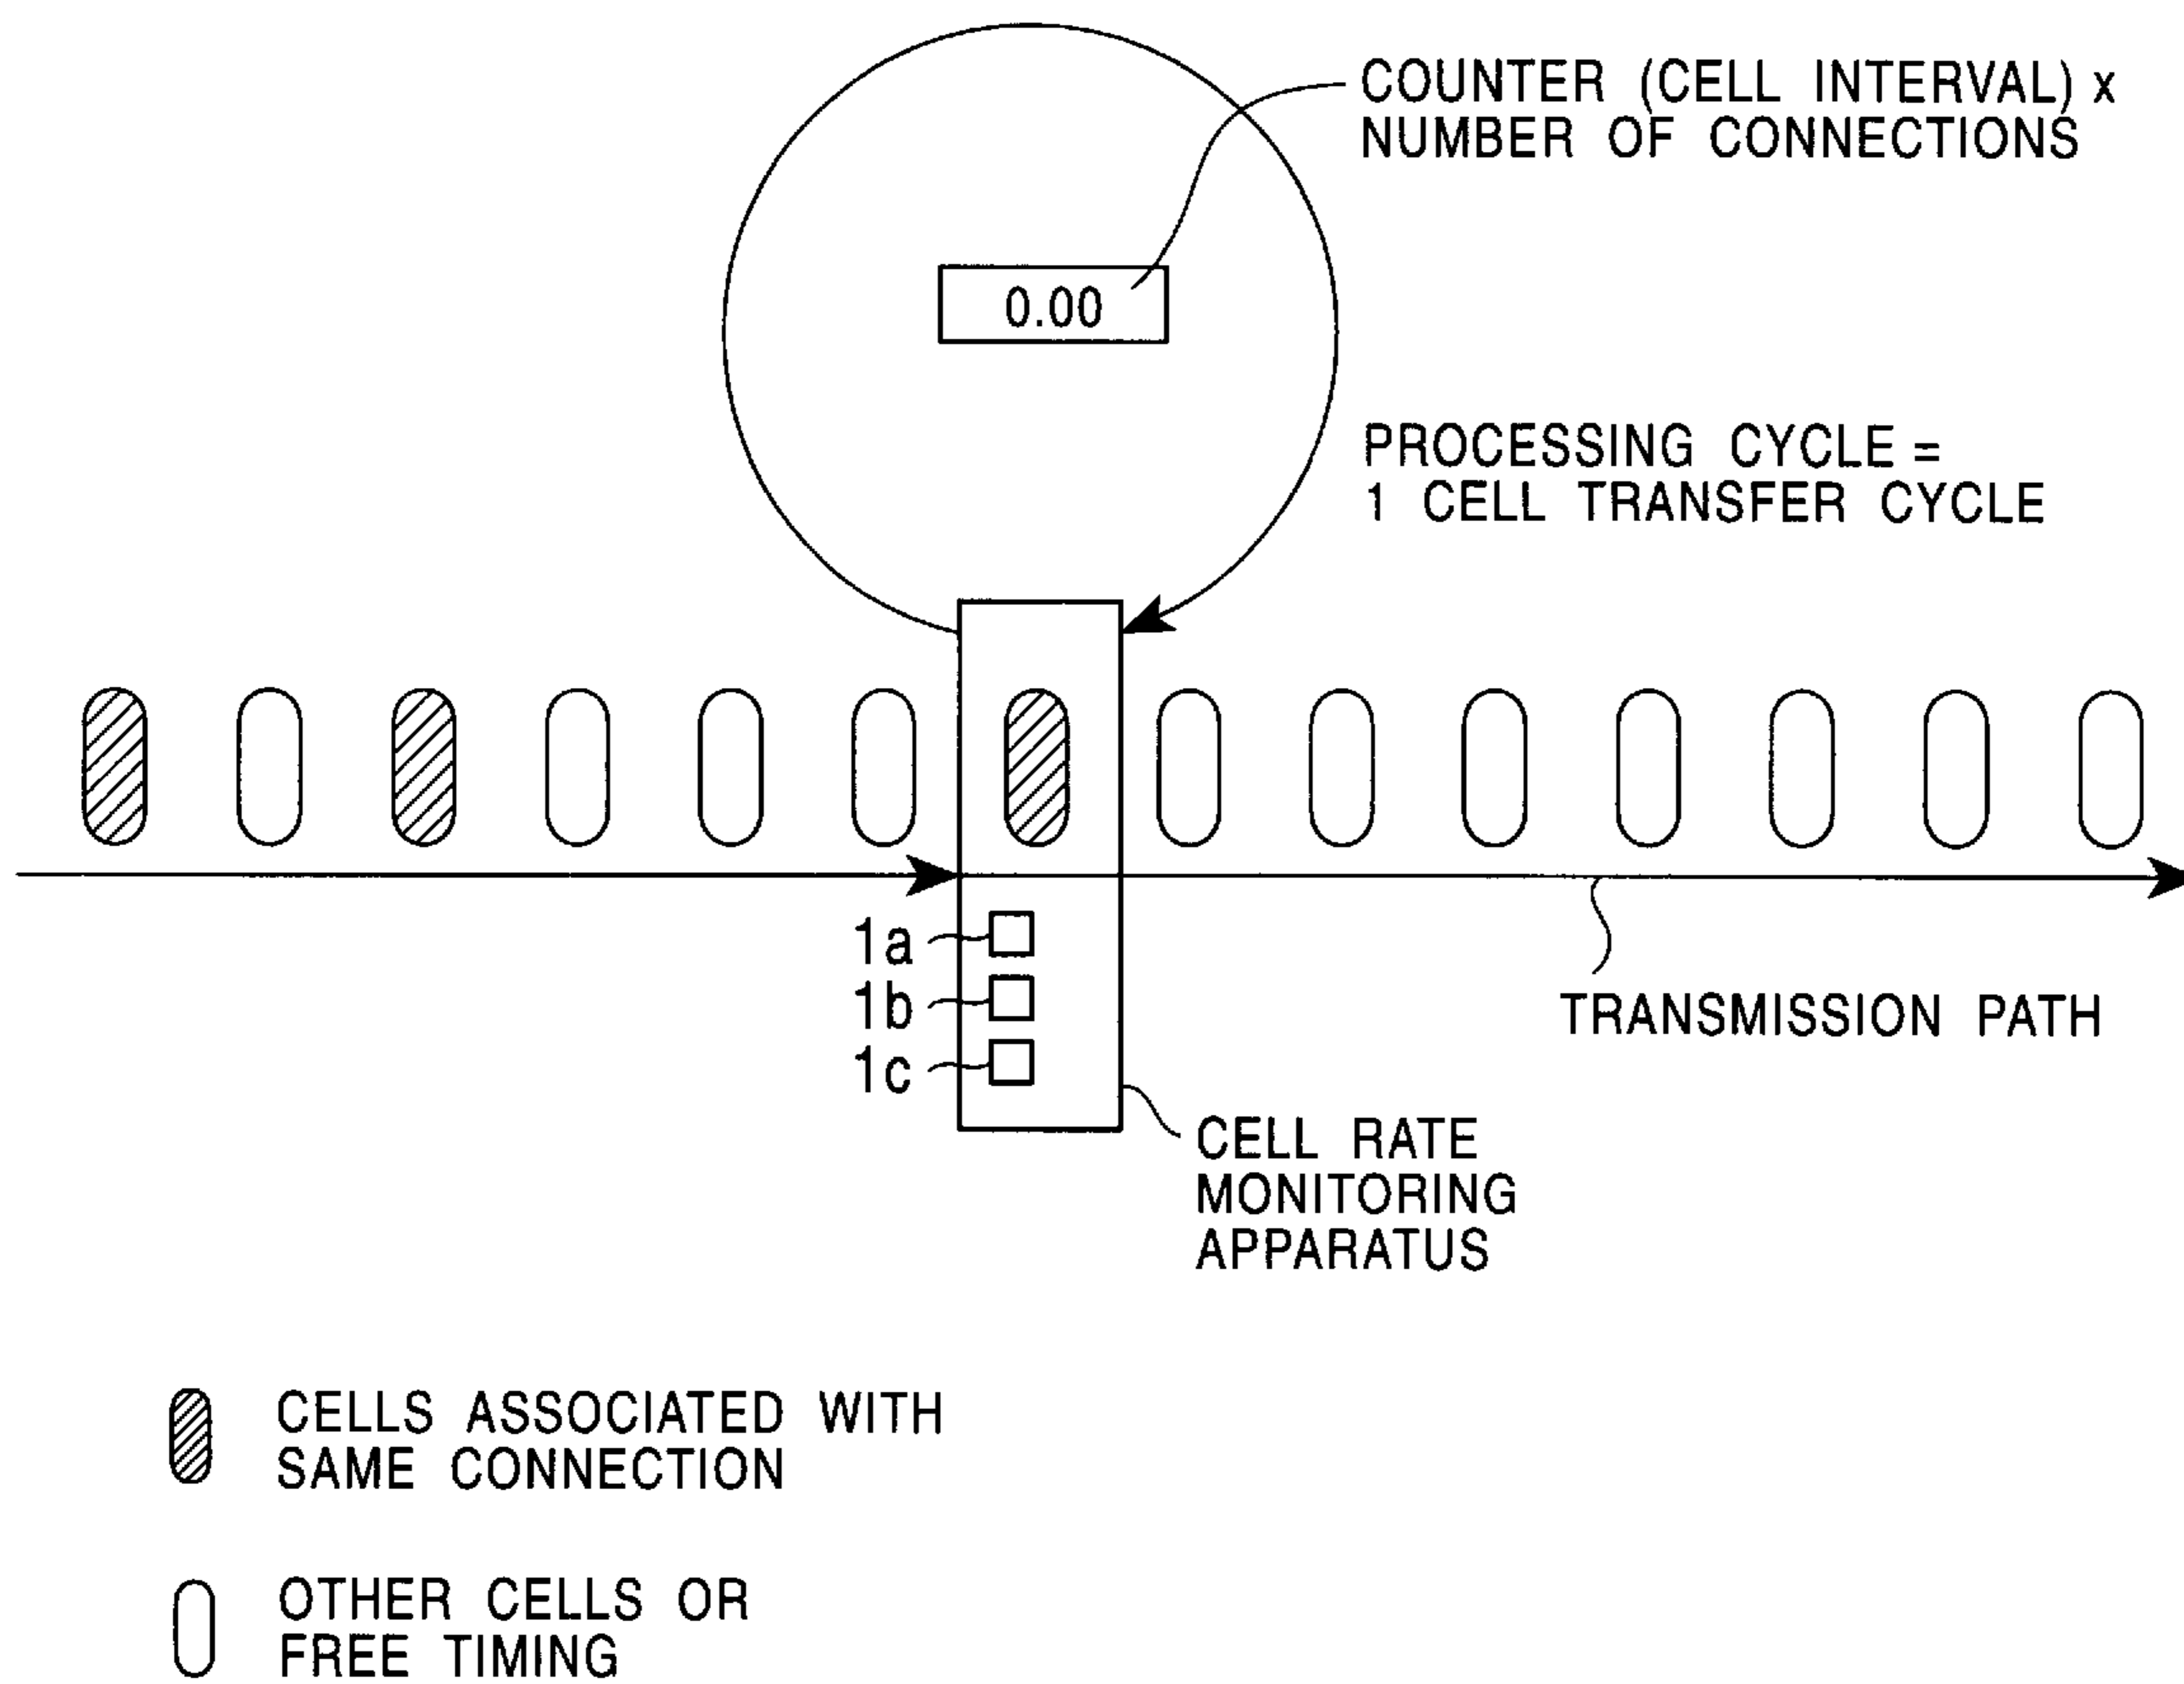 COUNTER (CELL INTERVAL) x
NUMBER OF CONNECTIONS
0.00
PROCESSING CYCLE =
1 CELL TRANSFER CYCLE
1a
1b
1c
TRANSMISSION PATH
CELL RATE
MONITORING
APPARATUS
CELLS ASSOCIATED WITH
SAME CONNECTION
OTHER CELLS OR
FREE TIMING